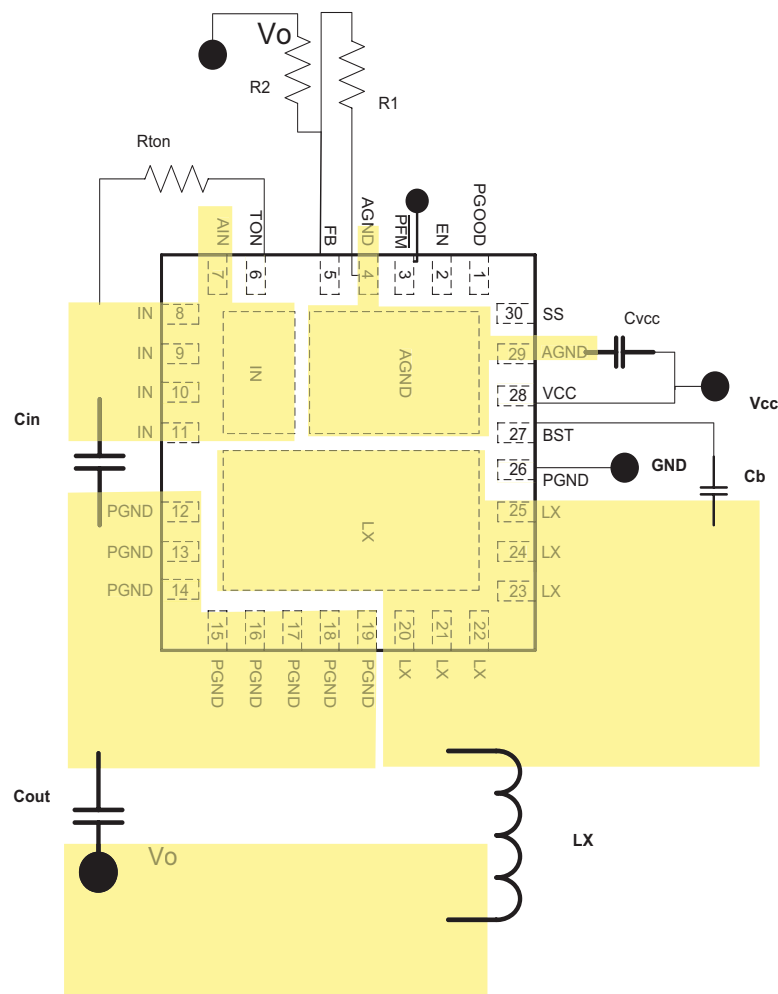 Vo
R2
R1
Rton
AIN
TON
FB
AGND
PFM
EN
PGOOD
7
6
5
4
3
2
1
IN 8
IN 9
IN 10
IN 11
IN
AGND
30 SS
29 AGND
28 VCC
27 BST
26 PGND
25 LX
24 LX
23 LX
Cvcc
Vcc
GND
Cb
Cin
PGND 12
PGND 13
PGND 14
LX
15
16
17
18
19
20
21
22
PGND
PGND
PGND
PGND
PGND
LX
LX
LX
Cout
Vo
LX